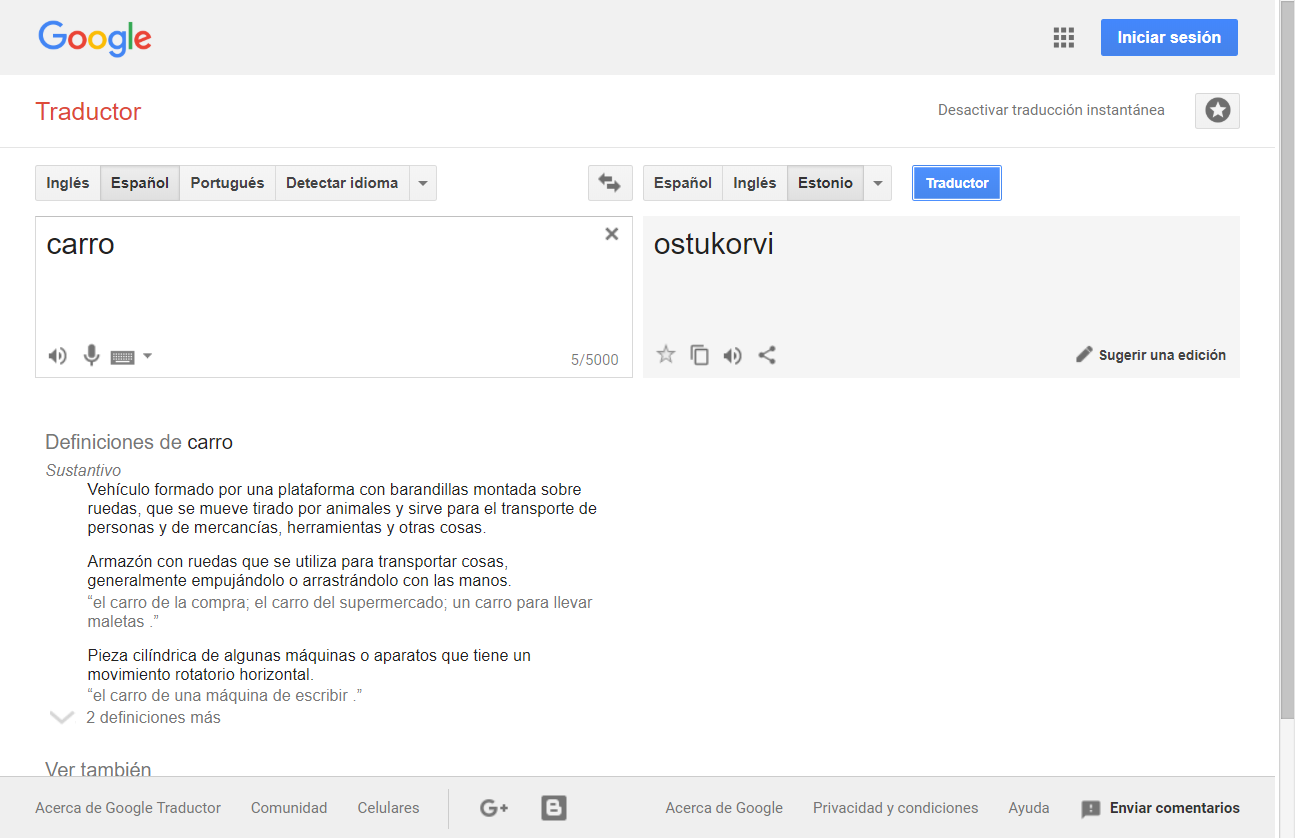 Google
Iniciar sesión
Traductor
Desactivar traducción instantánea
Inglés Español Portugués Detectar idioma
Español Inglés Estonio
Traductor
carro
5/5000
ostukorvi
Sugerir una edición
Definiciones de carro
Sustantivo
Vehículo formado por una plataforma con barandillas montada sobre
ruedas, que se mueve tirado por animales y sirve para el transporte de
personas y de mercancías, herramientas y otras cosas.
Armazón con ruedas que se utiliza para transportar cosas,
generalmente empujándolo o arrastrándolo con las manos.
“el carro de la compra; el carro del supermercado; un carro para llevar
maletas .”
Pieza cilíndrica de algunas máquinas o aparatos que tiene un
movimiento rotatorio horizontal.
“el carro de una máquina de escribir .”
2 definiciones más
Ver también
Acerca de Google Traductor Comunidad Celulares G+ B Acerca de Google Privacidad y condiciones Ayuda Enviar comentarios